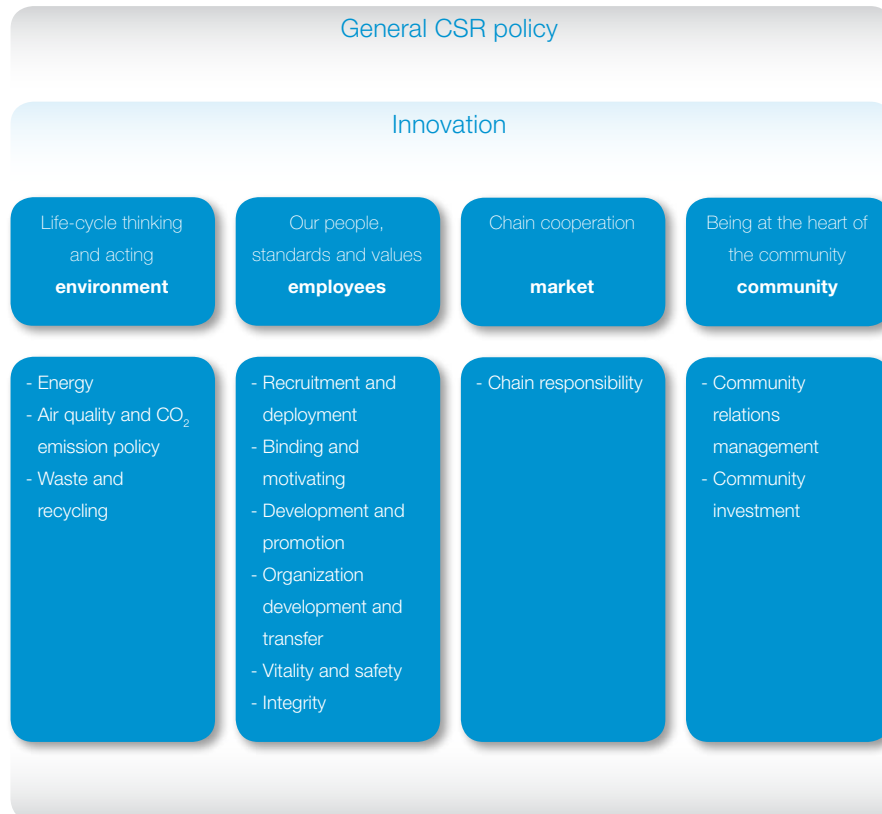 General CSR policy
Innovation
Life-cycle thinking
and acting
environment
Our people,
standards and values
employees
Chain cooperation
market
Being at the heart of
the community
community
- Energy
- Air quality and CO₂
emission policy
- Waste and
recycling
- Recruitment and
deployment
- Binding and
motivating
- Development and
promotion
- Organization
development and
transfer
- Vitality and safety
- Integrity
- Chain responsibility
- Community
relations
management
- Community
investment